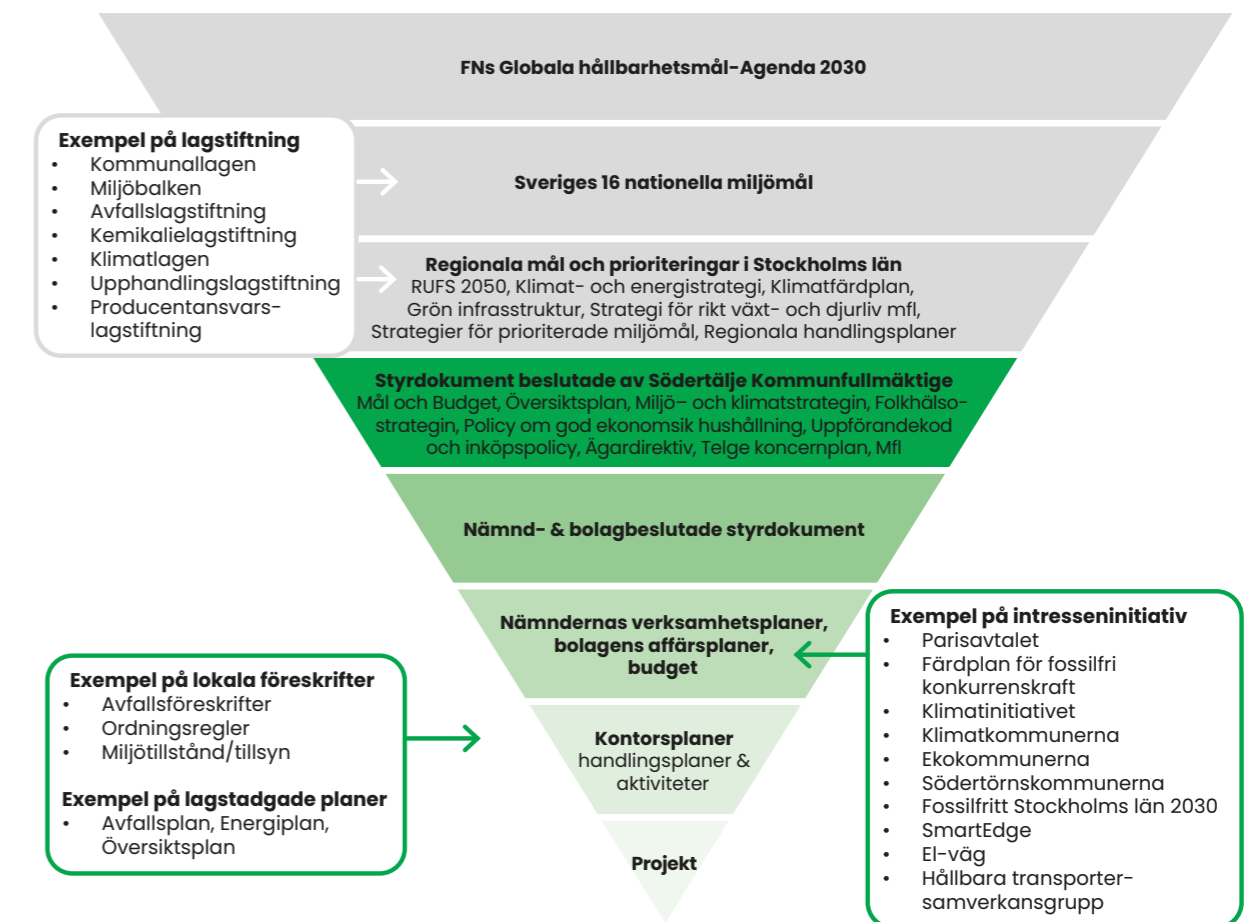 FNs Globala hållbarhetsmål-Agenda 2030
Exempel på lagstiftning
• Kommunallagen
• Miljöbalken
• Avfallslagstiftning
• Kemikalielagstiftning
• Klimatlagen
• Upphandlingslagstiftning
• Producentansvars-
lagstiftning
Sveriges 16 nationella miljömål
Regionala mål och prioriteringar i Stockholms län
RUFS 2050, Klimat- och energistrategi, Klimatfärdplan,
Grön infrasstruktur, Strategi för rikt växt- och djurliv mfl,
Strategier för prioriterade miljömål, Regionala handlingsplaner
Styrdokument beslutade av Södertälje Kommunfullmäktige
Mål och Budget, Översiktsplan, Miljö– och klimatstrategin, Folkhälso-
strategin, Policy om god ekonomsik hushållning, Uppförandekod
och inköpspolicy, Ägardirektiv, Telge koncernplan, Mfl
Nämnd- & bolagbeslutade styrdokument
Nämndernas verksamhetsplaner,
bolagens affärsplaner,
budget
Exempel på intresseninitiativ
• Parisavtalet
• Färdplan för fossilfri
konkurrenskraft
• Klimatinitiativet
• Klimatkommunerna
• Ekokommunerna
• Södertörnskommunerna
• Fossilfritt Stockholms län 2030
• SmartEdge
• El-väg
• Hållbara transporter-
samverkansgrupp
Exempel på lokala föreskrifter
• Avfallsföreskrifter
• Ordningsregler
• Miljötillstånd/tillsyn
Exempel på lagstadgade planer
• Avfallsplan, Energiplan,
Översiktsplan
Kontorsplaner
handlingsplaner &
aktiviteter
Projekt